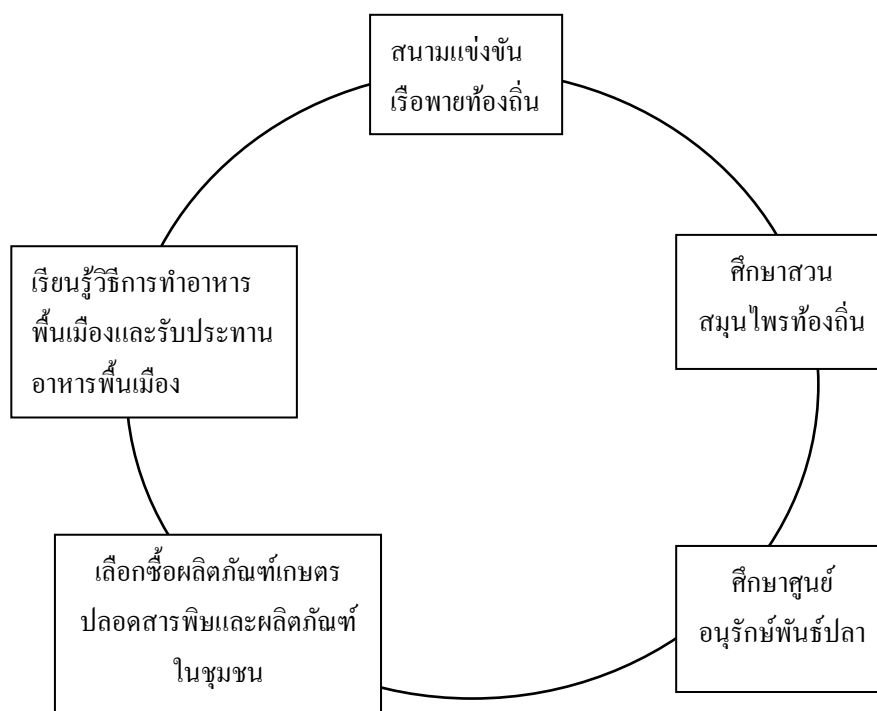 สนามแข่งขัน
เรือพายท้องถิ่น
ศึกษาสวน
สมุนไพรท้องถิ่น
ศึกษาศูนย์
อนุรักษ์พันธ์ปลา
เลือกซื้อผลิตภัณฑ์เกษตร
ปลอดสารพิษและผลิตภัณฑ์
ในชุมชน
เรียนรู้วิธีการทำอาหาร
พื้นเมืองและรับประทาน
อาหารพื้นเมือง